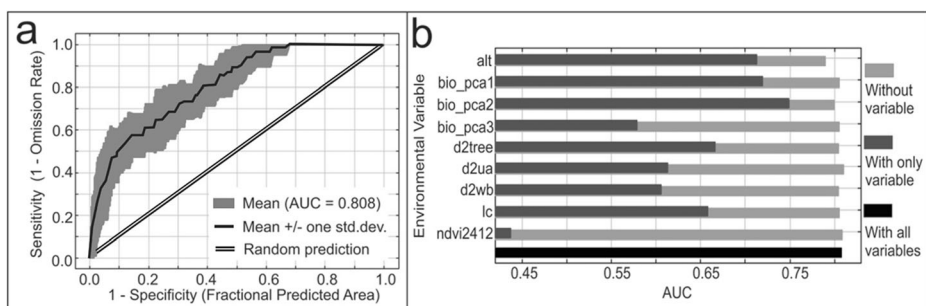 a
Sensitivity (1 - Omission Rate)
1.0
0.8
0.6
0.4
0.2
0.0
Mean (AUC = 0.808)
Mean +/- one std.dev.
Random prediction
0.0 0.2 0.4 0.6 0.8 1.0
1 - Specificity (Fractional Predicted Area)
b
Environmental Variable
alt
bio_pca1
bio_pca2
bio_pca3
d2tree
d2ua
d2wb
lc
ndvi2412
0.45 0.55 0.65 0.75
AUC
Without
variable
With only
variable
With all
variables